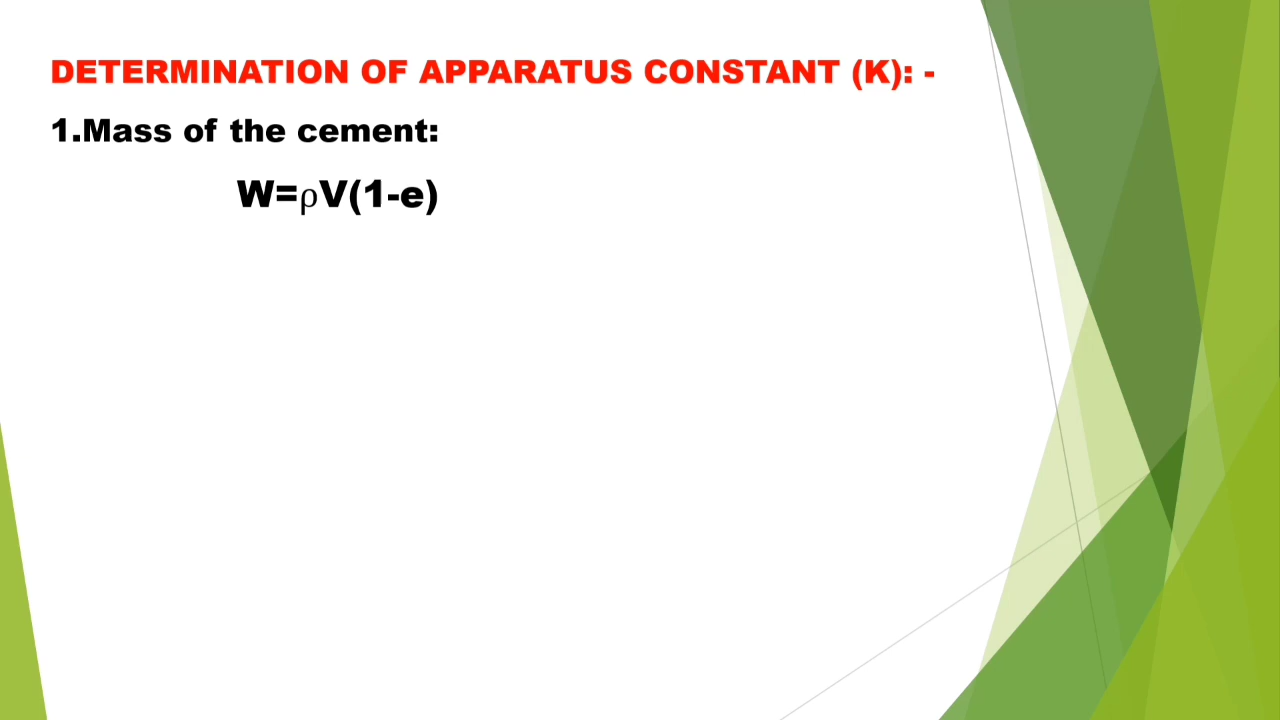 DETERMINATION OF APPARATUS CONSTANT (K): -
1.Mass of the cement:
W=ρV(1-e)